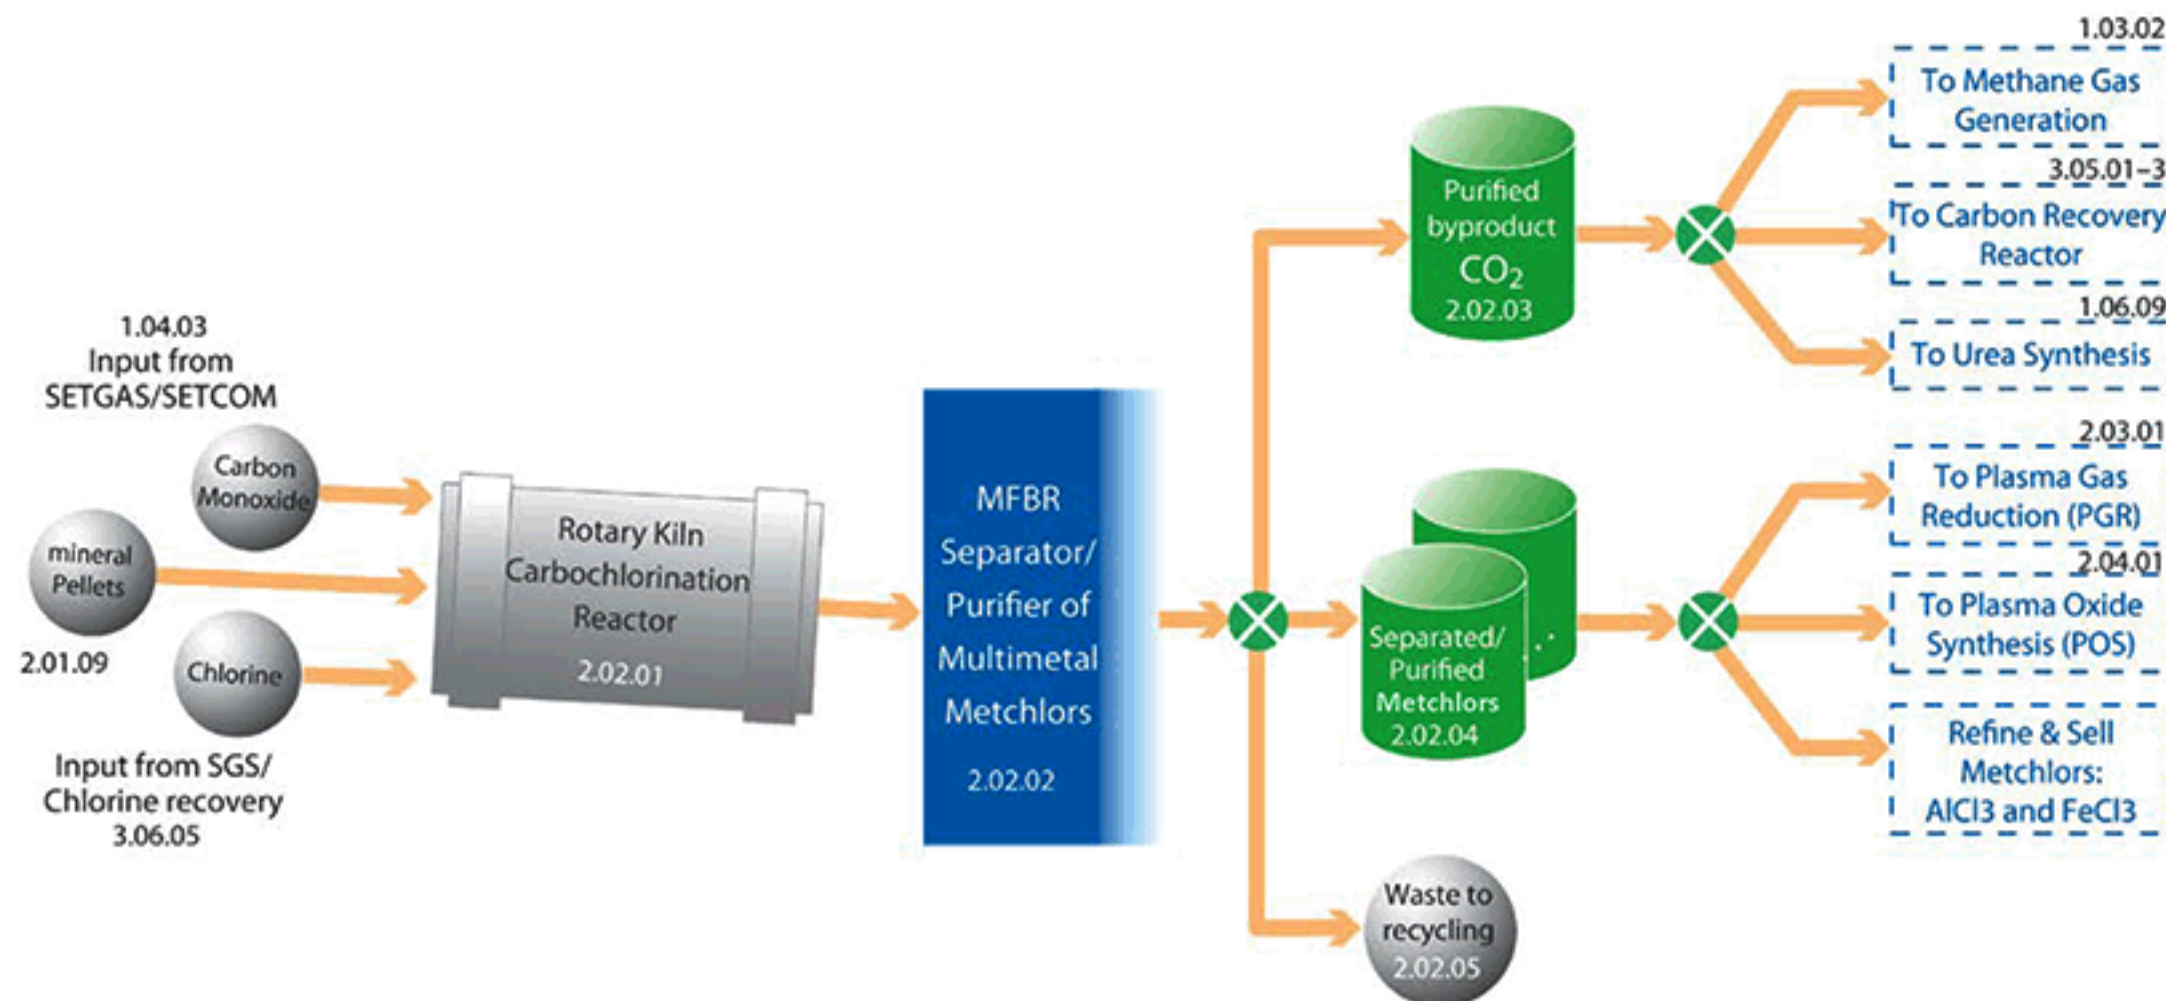 1.04.03
Input from
SETGAS/SETCOM
Carbon
Monoxide
mineral
Pellets
2.01.09
Chlorine
Input from SGS/
Chlorine recovery
3.06.05
Rotary Kiln
Carbochlorination
Reactor
2.02.01
MFBR
Separator/
Purifier of
Multimetal
Metchlors
2.02.02
Purified
byproduct
CO₂
2.02.03
Separated/
Purified
Metchlors
2.02.04
Waste to
recycling
2.02.05
1.03.02
To Methane Gas
Generation
3.05.01-3
To Carbon Recovery
Reactor
1.06.09
To Urea Synthesis
2.03.01
To Plasma Gas
Reduction (PGR)
2.04.01
To Plasma Oxide
Synthesis (POS)
Refine & Sell
Metchlors:
AlCl3 and FeCl3